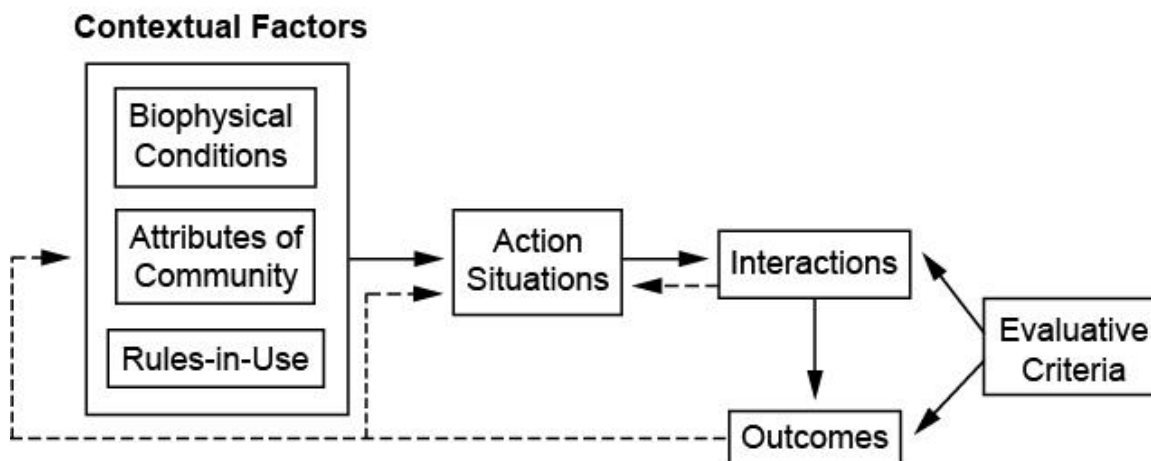 Contextual Factors
Biophysical
Conditions
Attributes of
Community
Rules-in-Use
Action
Situations
Interactions
Outcomes
Evaluative
Criteria